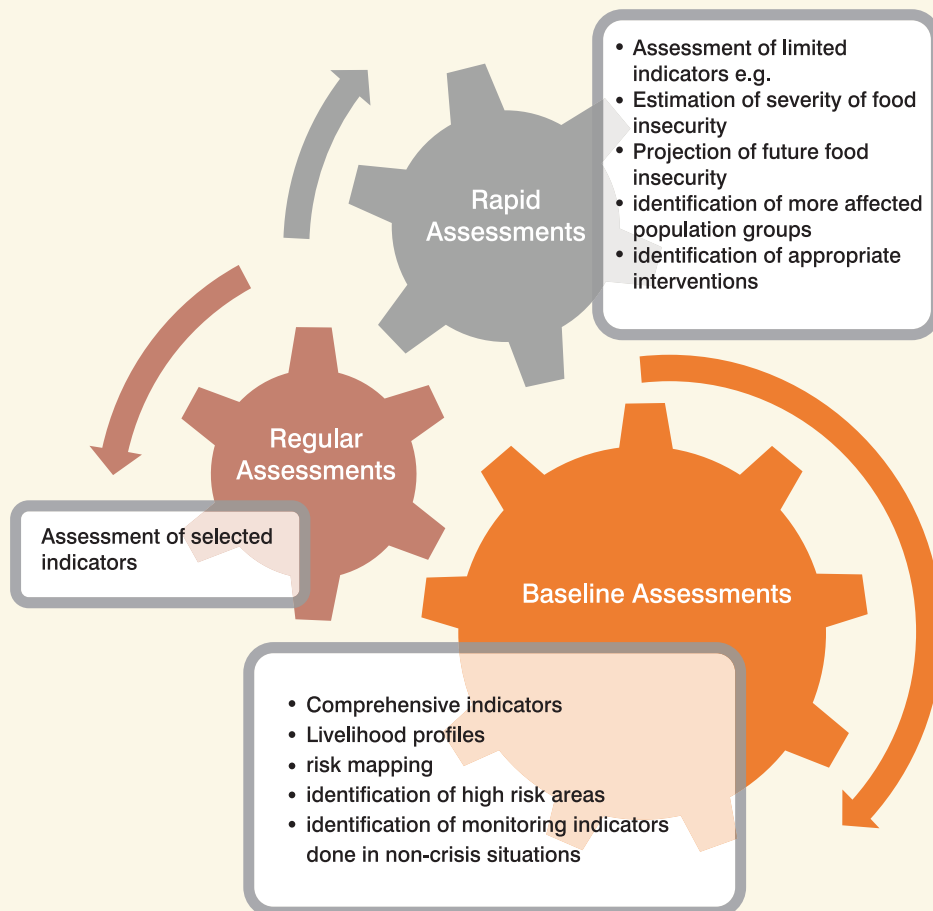 Rapid
Assessments
• Assessment of limited
indicators e.g.
• Estimation of severity of food
insecurity
• Projection of future food
insecurity
• identification of more affected
population groups
• identification of appropriate
interventions
Regular
Assessments
Assessment of selected
indicators
Baseline Assessments
• Comprehensive indicators
• Livelihood profiles
• risk mapping
• identification of high risk areas
• identification of monitoring indicators
done in non-crisis situations